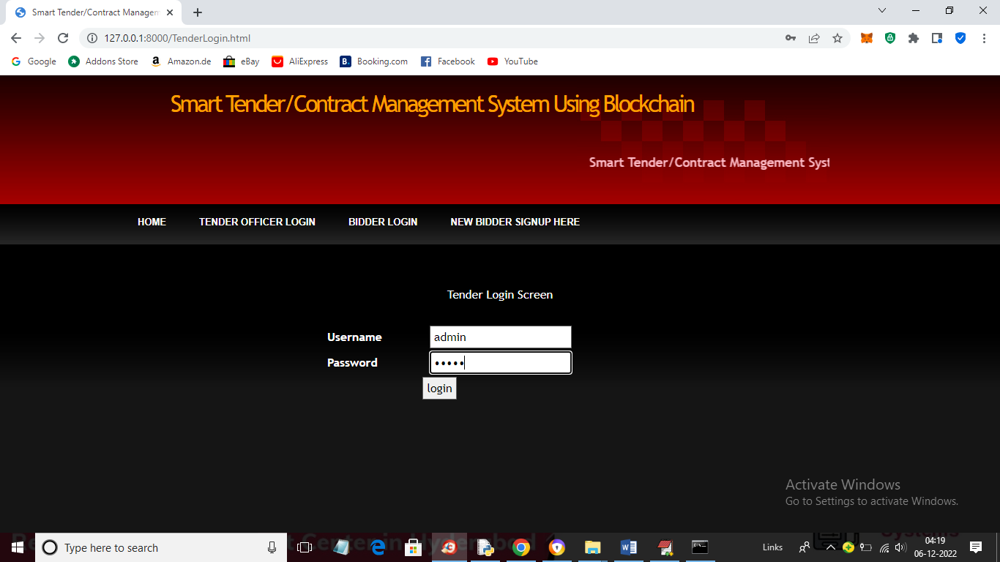 Smart Tender/Contract Managem
127.0.0.1:8000/TenderLogin.html
Google Addons Store Amazon.de eBay AliExpress Booking.com Facebook YouTube
Smart Tender/Contract Management System Using Blockchain
Smart Tender/Contract Management Syst
HOME TENDER OFFICER LOGIN BIDDER LOGIN NEW BIDDER SIGNUP HERE
Tender Login Screen
Username admin
Password •••••
login
Activate Windows
Go to Settings to activate Windows.
Type here to search
Links
04:19
06-12-2022